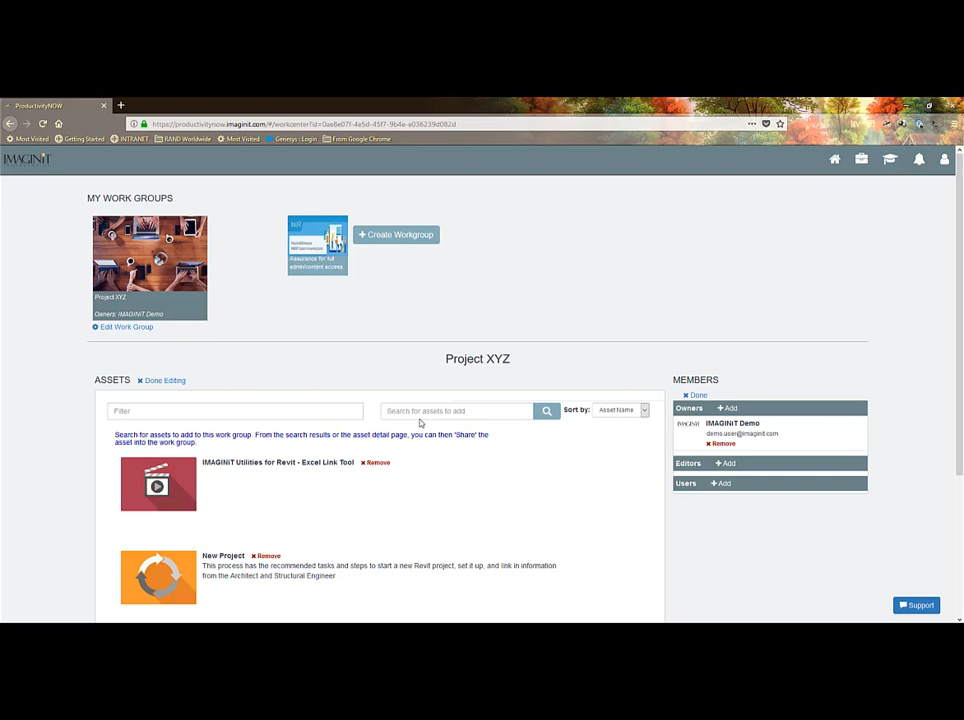 ProductivityNOW
https://productivitynow.imaginit.com/#/workcenter?id=0ae8e07f-4e5d-45f7-9b4e-e036239d082d
Most Visited Getting Started INTRANET RAND Worldwide Most Visited Genesys : Login From Google Chrome
IMAGINiT
MY WORK GROUPS
+ Create Workgroup
Assurance for full
admin/content access
Project XYZ
Owners: IMAGINiT Demo
Edit Work Group
Project XYZ
ASSETS Done Editing
MEMBERS
Done
Filter
Search for assets to add
Sort by: Asset Name
Owners +Add
IMAGINiT
IMAGINiT Demo
demo.user@imaginit.com
Remove
Search for assets to add to this work group. From the search results or the asset detail page, you can then 'Share' the
asset into the work group.
IMAGINiT Utilities for Revit - Excel Link Tool Remove
Editors +Add
Users +Add
New Project Remove
This process has the recommended tasks and steps to start a new Revit project, set it up, and link in information
from the Architect and Structural Engineer
Support